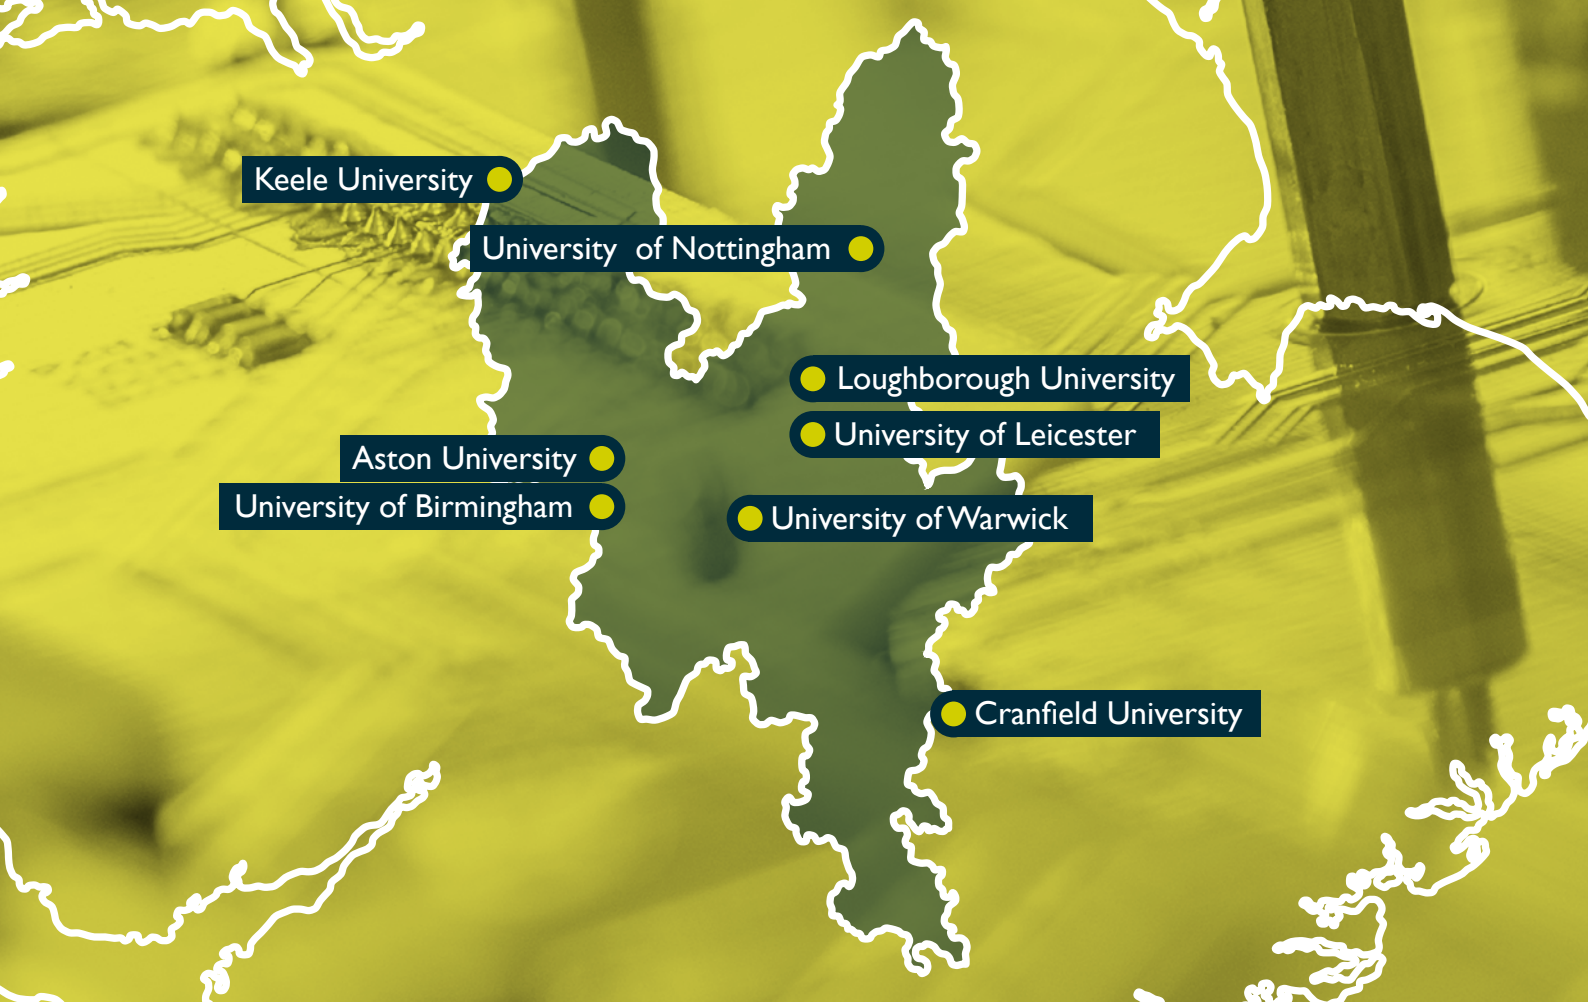 Keele University
University of Nottingham
Loughborough University
University of Leicester
Aston University
University of Birmingham
University of Warwick
Cranfield University